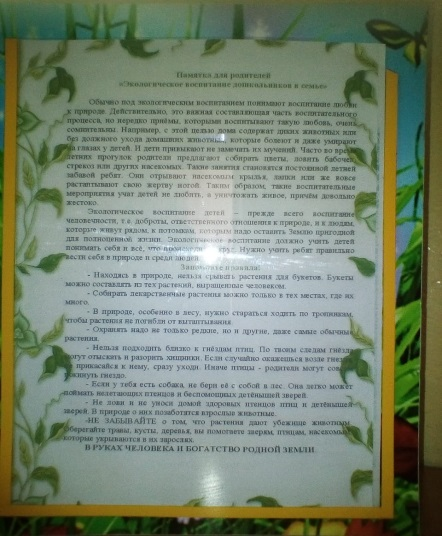 Памятка для родителей
«Экологическое воспитание дошкольников в семье»
Обычно под экологическим воспитанием понимают воспитание любви
к природе. Действительно, это важная составляющая часть воспитательного
процесса, но нередко приёмы, которыми воспитывают такую любовь, очень
сомнительны. Например, с этой целью дома содержат диких животных или
без должного ухода домашних животных, которые болеют и даже умирают
на глазах у детей. И дети привыкают не замечать их мучений. Часто во время
летних прогулок родители предлагают собирать цветы, ловить бабочек,
стрекоз или других насекомых. Такие занятия становятся постоянной летней
забавой ребят. Они отрывают насекомым крылья, лапки или же вовсе
растаптывают свою жертву ногой. Таким образом, такие воспитательные
мероприятия учат детей не любить, а уничтожать живое, причём довольно
жестоко.
Экологическое воспитание детей – прежде всего воспитание
человечности, т.е. доброты, ответственного отношения к природе, и к людям,
которые живут рядом, и потомкам, которым надо оставить Землю пригодной
для полноценной жизни. Экологическое воспитание должно учить детей
понимать себя и всё, что происходит вокруг. Нужно учить ребят правильно
вести себя в природе и среди людей.
правила!
- Находясь в природе, нельзя срывать растения для букетов. Букеты
можно составлять из тех растений, выращенные человеком.
- Собирать лекарственные растения можно только в тех местах, где их
много.
- В природе, особенно в лесу, нужно стараться ходить по тропинкам,
чтобы растения не погибли от вытаптывания.
- Охранять надо не только редкие, но и другие, даже самые обычные
растения.
- Нельзя подходить близко к гнёздам птиц. По твоим следам гнёзда
могут отыскать и разорить хищники. Если случайно окажешься возле гнезда
прикасайся к нему, сразу уходи. Иначе птицы - родители могут совсем
покинуть гнездо.
- Если у тебя есть собака, не бери её с собой в лес. Она легко может
поймать нелетающих птенцов и беспомощных детёнышей зверей.
- Не лови и не уноси домой здоровых птенцов птиц и детёнышей
зверей. В природе о них позаботятся взрослые животные.
-НЕ ЗАБЫВАЙТЕ о том, что растения дают убежище животным.
Оберегайте травы, кусты, деревья, вы помогаете зверям, птицам, насекомым,
которые укрываются в их зарослях.
В РУКАХ ЧЕЛОВЕКА И БОГАТСТВО РОДНОЙ ЗЕМЛИ